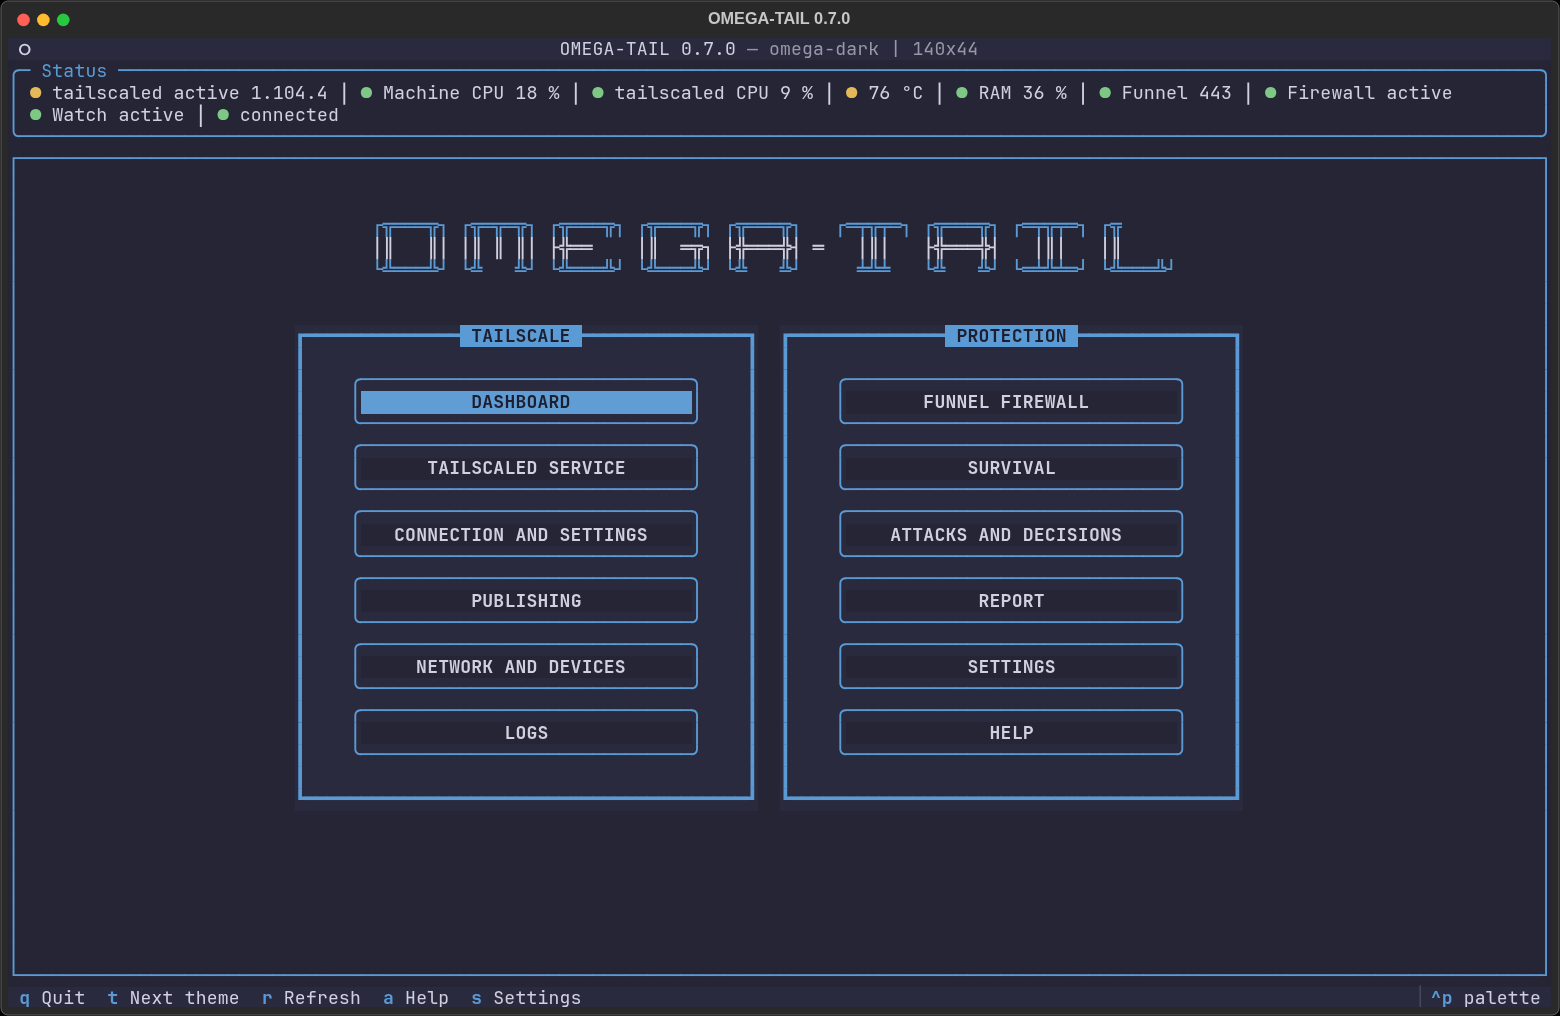 OMEGA-TAIL 0.7.0
OMEGA-TAIL 0.7.0 — omega-dark | 140x44
Status
tailscaled active 1.104.4 | Machine CPU 18 % | tailscaled CPU 9 % | 76 °C | RAM 36 % | Funnel 443 | Firewall active
Watch active | connected
OMEGA-TAIL
TAILSCALE
DASHBOARD
TAILSCALED SERVICE
CONNECTION AND SETTINGS
PUBLISHING
NETWORK AND DEVICES
LOGS
PROTECTION
FUNNEL FIREWALL
SURVIVAL
ATTACKS AND DECISIONS
REPORT
SETTINGS
HELP
q Quit t Next theme r Refresh a Help s Settings ^p palette